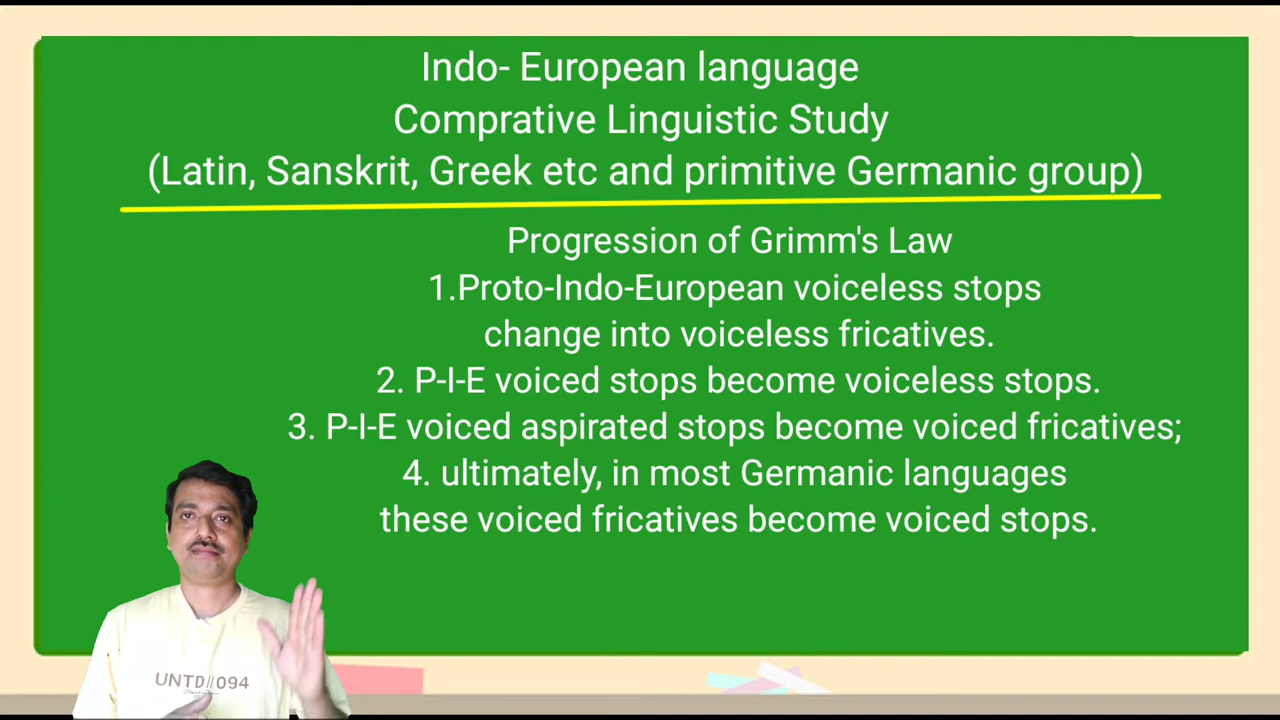 Indo- European language
Comprative Linguistic Study
(Latin, Sanskrit, Greek etc and primitive Germanic group)
Progression of Grimm's Law
1.Proto-Indo-European voiceless stops
change into voiceless fricatives.
2. P-I-E voiced stops become voiceless stops.
3. P-I-E voiced aspirated stops become voiced fricatives;
4. ultimately, in most Germanic languages
these voiced fricatives become voiced stops.
UNTD//094